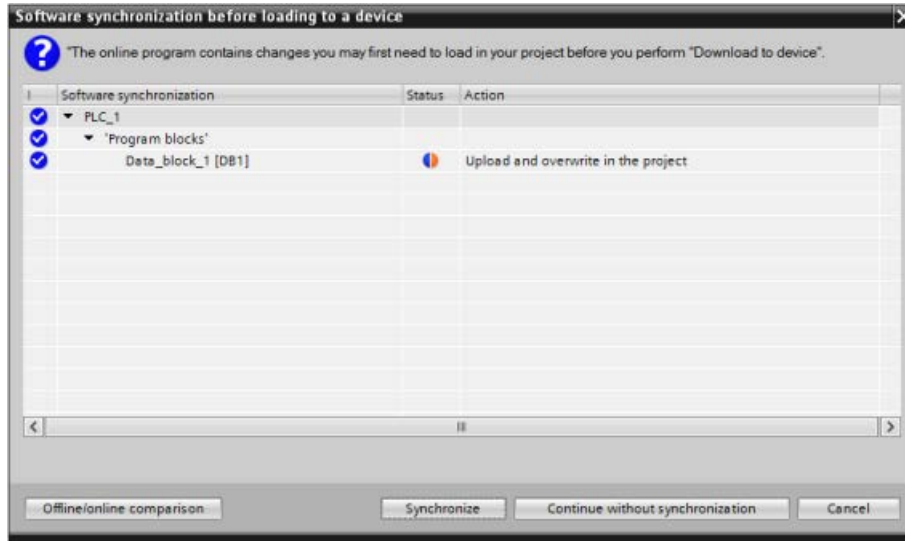 Software synchronization before loading to a device
"The online program contains changes you may first need to load in your project before you perform "Download to device".
! Software synchronization Status Action
PLC_1
'Program blocks'
Data_block_1 [DB1] Upload and overwrite in the project
Offline/online comparison Synchronize Continue without synchronization Cancel